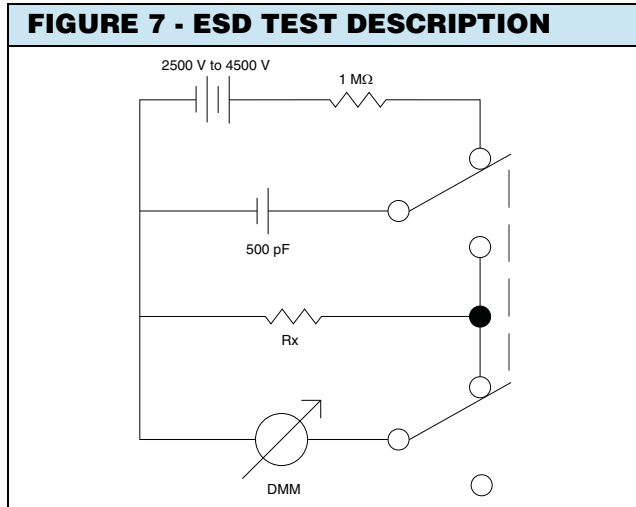 FIGURE 7 - ESD TEST DESCRIPTION
2500 V to 4500 V
1 MΩ
500 pF
Rx
DMM